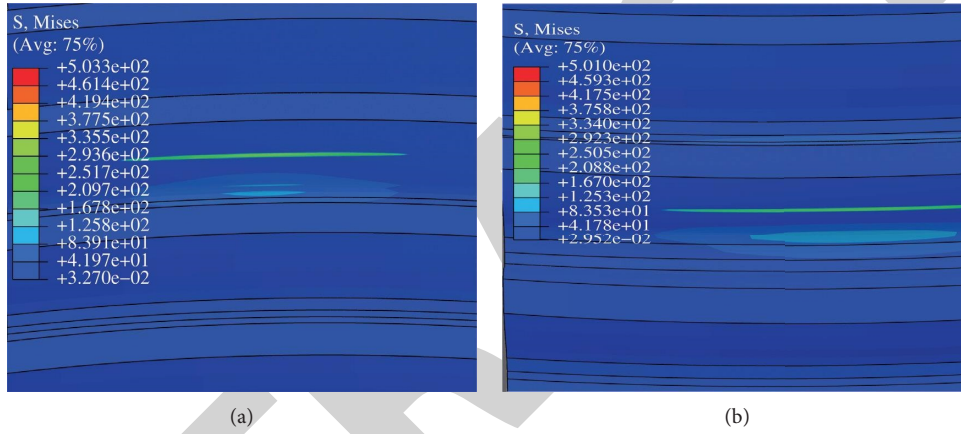 S, Mises
(Avg: 75%)
+5.033e+02
+4.614e+02
+4.194e+02
+3.775e+02
+3.355e+02
+2.936e+02
+2.517e+02
+2.097e+02
+1.678e+02
+1.258e+02
+8.391e+01
+4.197e+01
+3.270e−02
(a)
S, Mises
(Avg: 75%)
+5.010e+02
+4.593e+02
+4.175e+02
+3.758e+02
+3.340e+02
+2.923e+02
+2.505e+02
+2.088e+02
+1.670e+02
+1.253e+02
+8.353e+01
+4.178e+01
+2.952e−02
(b)